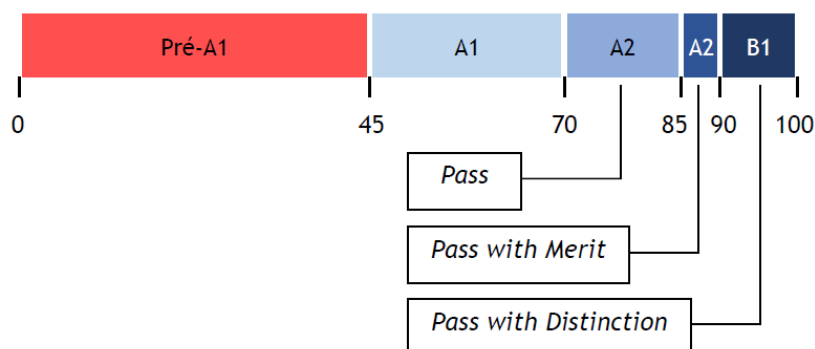 Pré-A1 A1 A2 A2 B1
0 45 70 85 90 100
Pass
Pass with Merit
Pass with Distinction